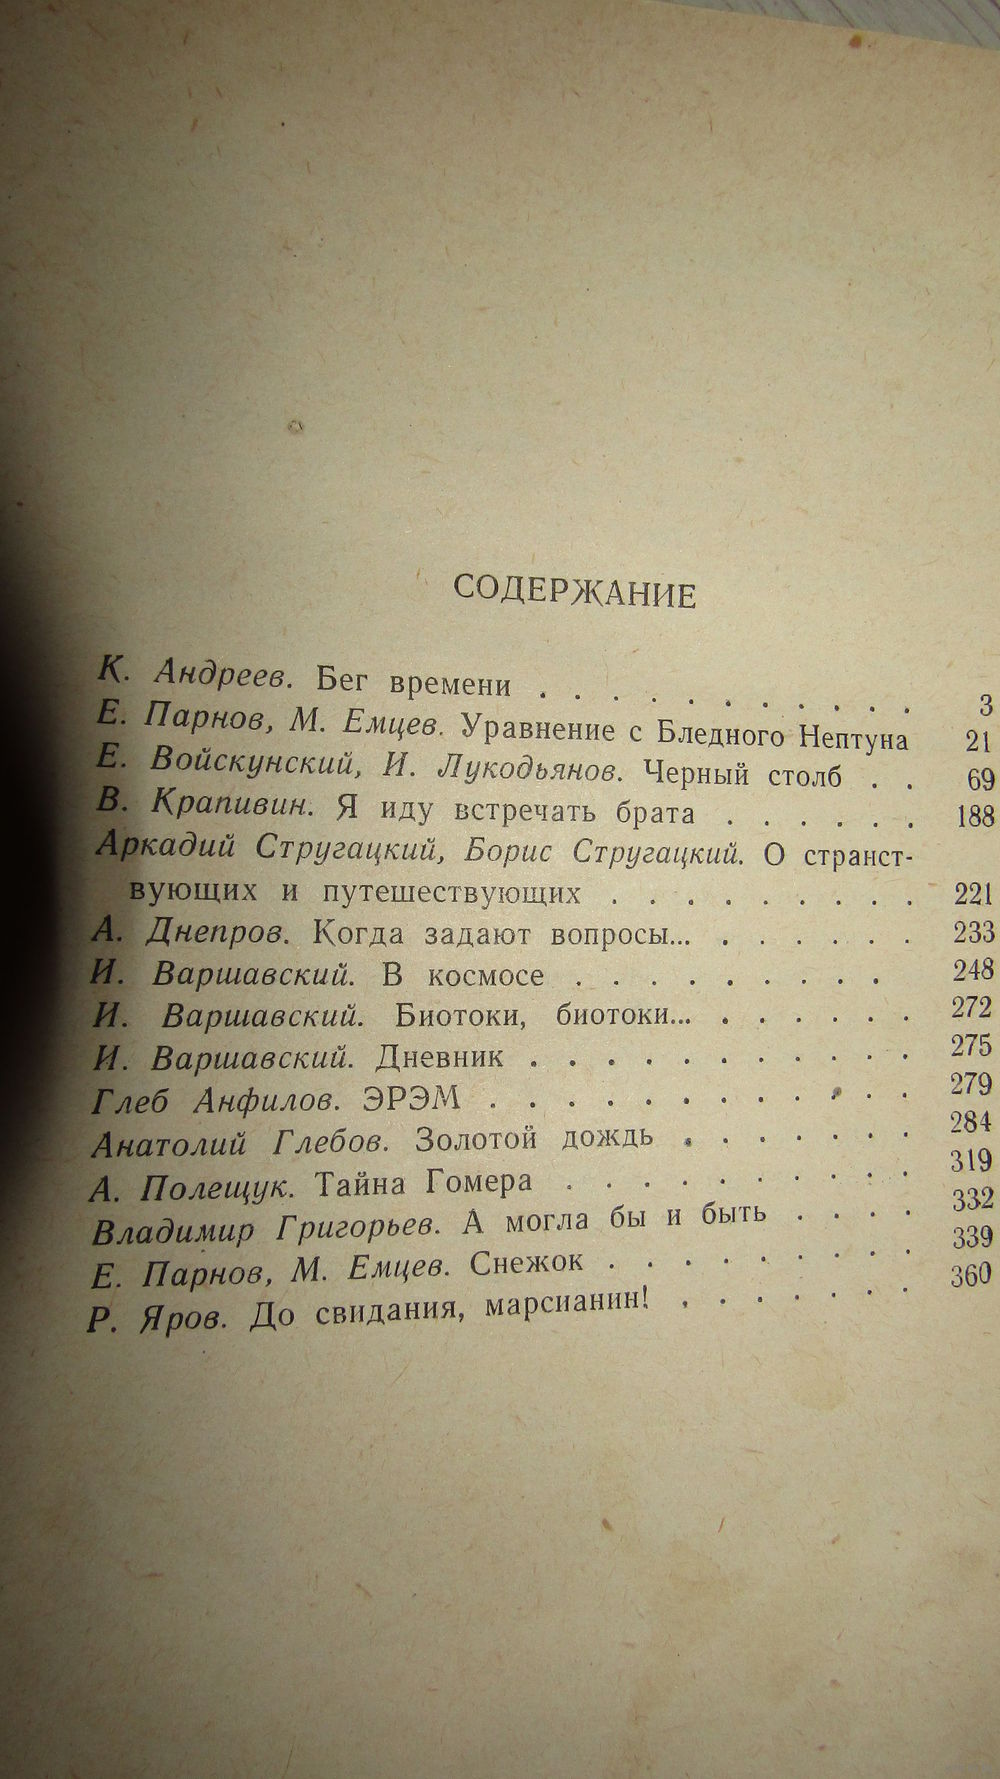 СОДЕРЖАНИЕ
К. Андреев. Бег времени . . . . . . . . . . 3
Е. Парнов, М. Емцев. Уравнение с Бледного Нептуна 21
Е. Войскунский, И. Лукодьянов. Черный столб . . 69
В. Крапивин. Я иду встречать брата . . . . . . 188
Аркадий Стругацкий, Борис Стругацкий. О странст-
вующих и путешествующих . . . . . . . . . 221
А. Днепров. Когда задают вопросы... . . . . . . 233
И. Варшавский. В космосе . . . . . . . . . 248
И. Варшавский. Биотоки, биотоки... . . . . . . 272
И. Варшавский. Дневник . . . . . . . . . . . 275
Глеб Анфилов. ЭРЭМ . . . . . . . . . . . . 279
Анатолий Глебов. Золотой дождь . . . . . . . 284
А. Полещук. Тайна Гомера . . . . . . . . . . 319
Владимир Григорьев. А могла бы и быть . . . . 332
Е. Парнов, М. Емцев. Снежок . . . . . . . . . 339
Р. Яров. До свидания, марсианин! . . . . . . . 360